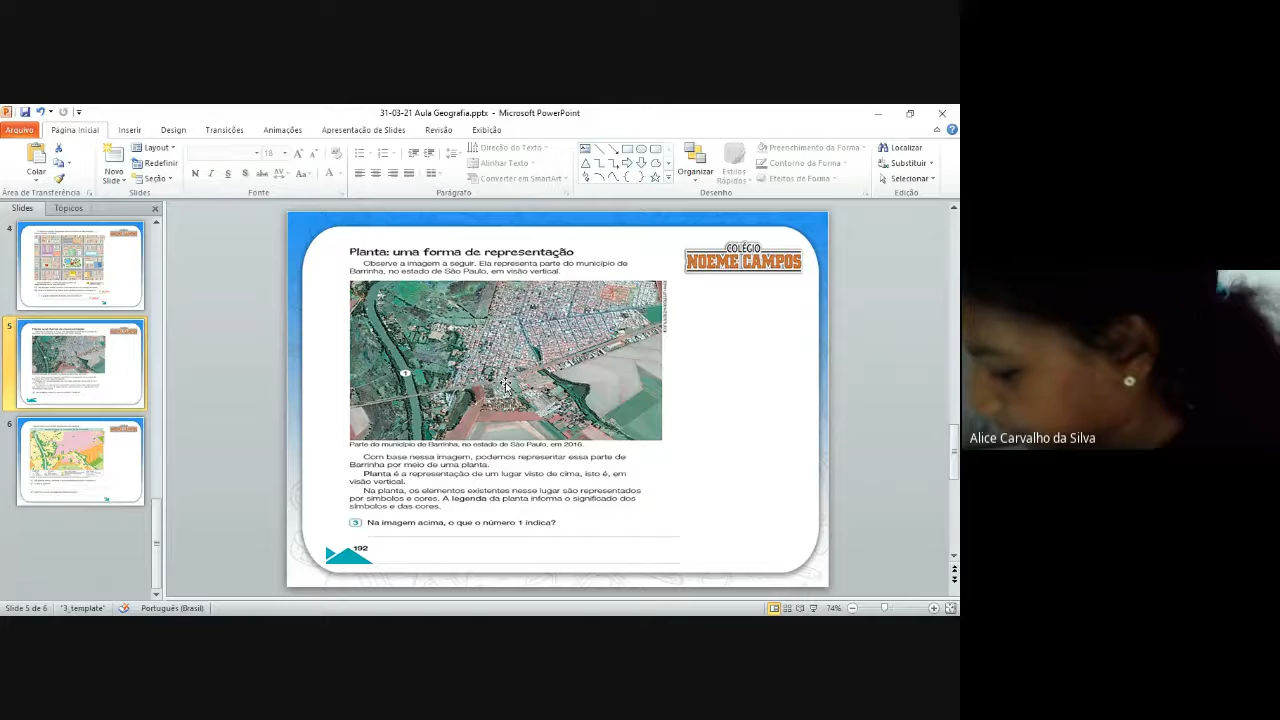 31-03-21 Aula Geografia.pptx - Microsoft PowerPoint
Arquivo Página Inicial Inserir Design Transições Animações Apresentação de Slides Revisão Exibição
Colar
Novo Slide
Layout
Redefinir
Seção
18
N I S S abc AV Aa A
Direção do Texto
Alinhar Texto
Converter em SmartArt
Organizar
Estilos Rápidos
Preenchimento da Forma
Contorno da Forma
Efeitos de Forma
Localizar
Substituir
Selecionar
Área de Transferência Slides Fonte Parágrafo Desenho Edição
Slides Tópicos
4
5
6
Planta: uma forma de representação
COLÉGIO
NOEME CAMPOS
Observe a imagem a seguir. Ela representa parte do município de
Barrinha, no estado de São Paulo, em visão vertical.
1
Parte do município de Barrinha, no estado de São Paulo, em 2016.
Com base nessa imagem, podemos representar essa parte de
Barrinha por meio de uma planta.
Planta é a representação de um lugar visto de cima, isto é, em
visão vertical.
Na planta, os elementos existentes nesse lugar são representados
por símbolos e cores. A legenda da planta informa o significado dos
símbolos e das cores.
3 Na imagem acima, o que o número 1 indica?
192
Alice Carvalho da Silva
Slide 5 de 6 "3_template" Português (Brasil) 74%